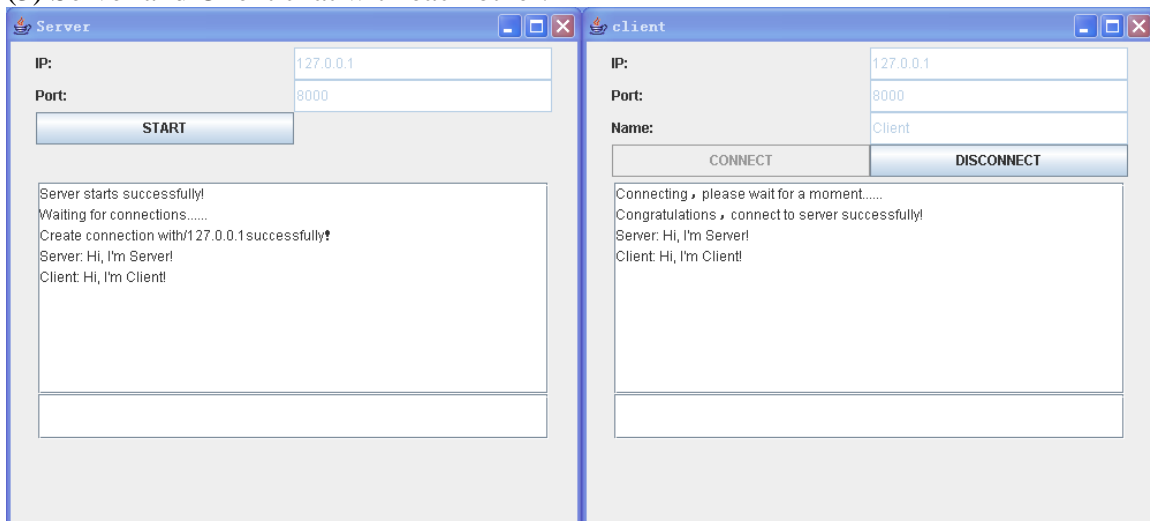 Server
IP:
127.0.0.1
Port:
8000
START
Server starts successfully!
Waiting for connections......
Create connection with/127.0.0.1successfully!
Server: Hi, I'm Server!
Client: Hi, I'm Client!
client
IP:
127.0.0.1
Port:
8000
Name:
Client
CONNECT
DISCONNECT
Connecting，please wait for a moment......
Congratulations，connect to server successfully!
Server: Hi, I'm Server!
Client: Hi, I'm Client!